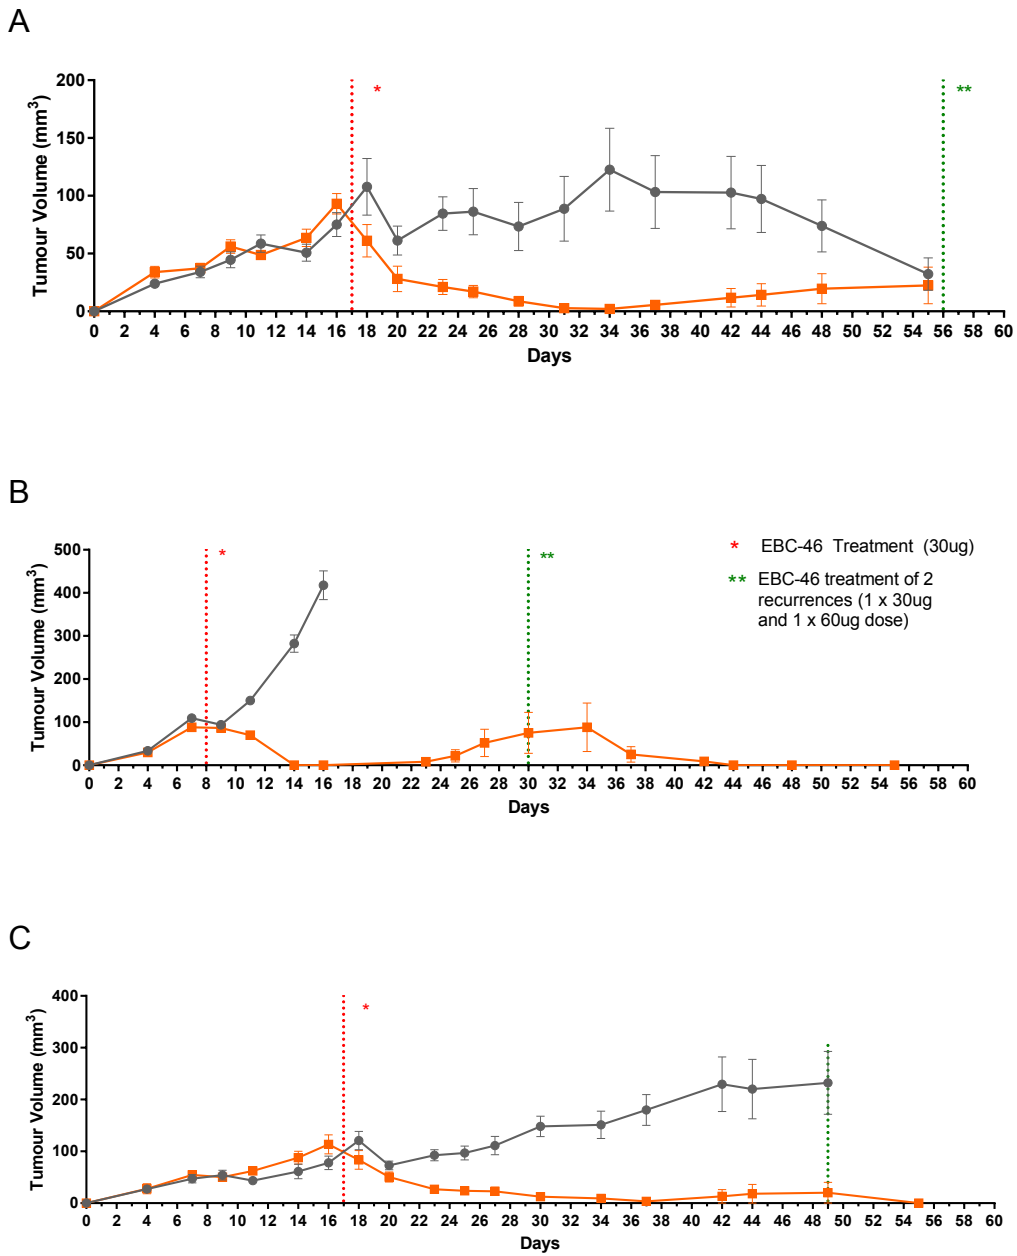 A
Tumour Volume (mm3)
200
150
100
50
0
*
**
0 2 4 6 8 10 12 14 16 18 20 22 24 26 28 30 32 34 36 38 40 42 44 46 48 50 52 54 56 58 60
Days
B
Tumour Volume (mm3)
500
400
300
200
100
0
*
**
* EBC-46 Treatment (30ug)
** EBC-46 treatment of 2
recurrences (1 x 30ug
and 1 x 60ug dose)
0 2 4 6 8 10 12 14 16 18 20 22 24 26 28 30 32 34 36 38 40 42 44 46 48 50 52 54 56 58 60
Days
C
Tumour Volume (mm3)
400
300
200
100
0
*
0 2 4 6 8 10 12 14 16 18 20 22 24 26 28 30 32 34 36 38 40 42 44 46 48 50 52 54 56 58 60
Days